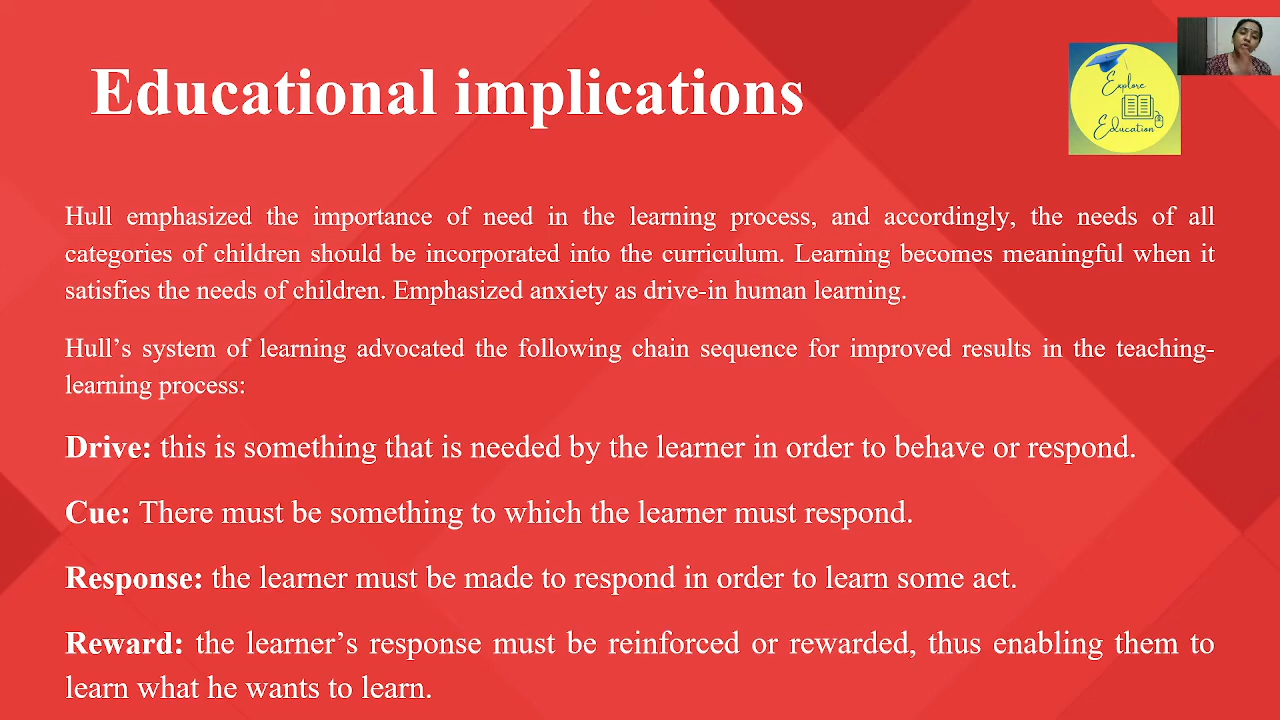 Educational implications
Explore
Education
Hull emphasized the importance of need in the learning process, and accordingly, the needs of all
categories of children should be incorporated into the curriculum. Learning becomes meaningful when it
satisfies the needs of children. Emphasized anxiety as drive-in human learning.
Hull’s system of learning advocated the following chain sequence for improved results in the teaching-
learning process:
Drive: this is something that is needed by the learner in order to behave or respond.
Cue: There must be something to which the learner must respond.
Response: the learner must be made to respond in order to learn some act.
Reward: the learner’s response must be reinforced or rewarded, thus enabling them to
learn what he wants to learn.